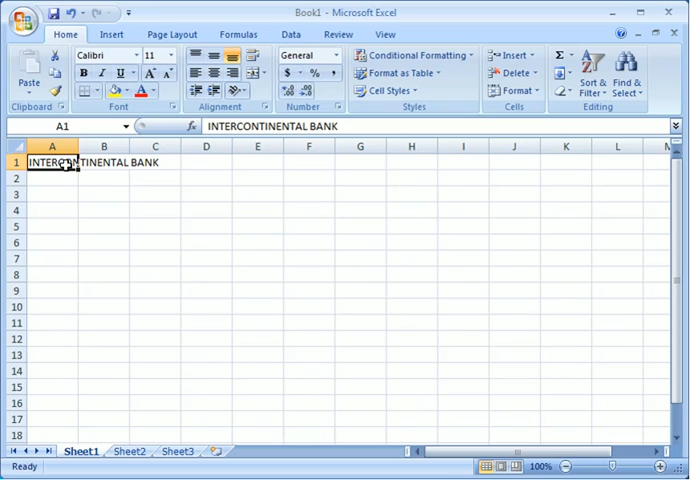 Book1 - Microsoft Excel
Home Insert Page Layout Formulas Data Review View
Paste
Calibri 11
B I U A A
General
$ % ,
Conditional Formatting
Format as Table
Cell Styles
Insert
Delete
Format
Σ
Sort & Filter
Find & Select
Clipboard Font Alignment Number Styles Cells Editing
A1 fx INTERCONTINENTAL BANK
A B C D E F G H I J K L M
1 INTERCONTINENTAL BANK
2
3
4
5
6
7
8
9
10
11
12
13
14
15
16
17
18
Sheet1 Sheet2 Sheet3
Ready 100%